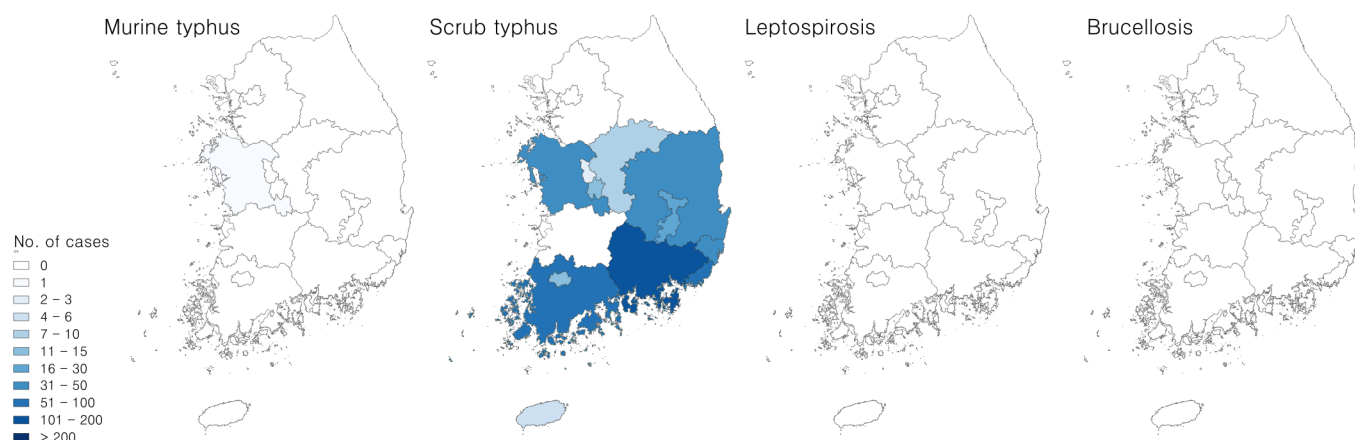 Murine typhus
Scrub typhus
Leptospirosis
Brucellosis
No. of cases
0
1
2 – 3
4 – 6
7 – 10
11 – 15
16 – 30
31 – 50
51 – 100
101 – 200
> 200